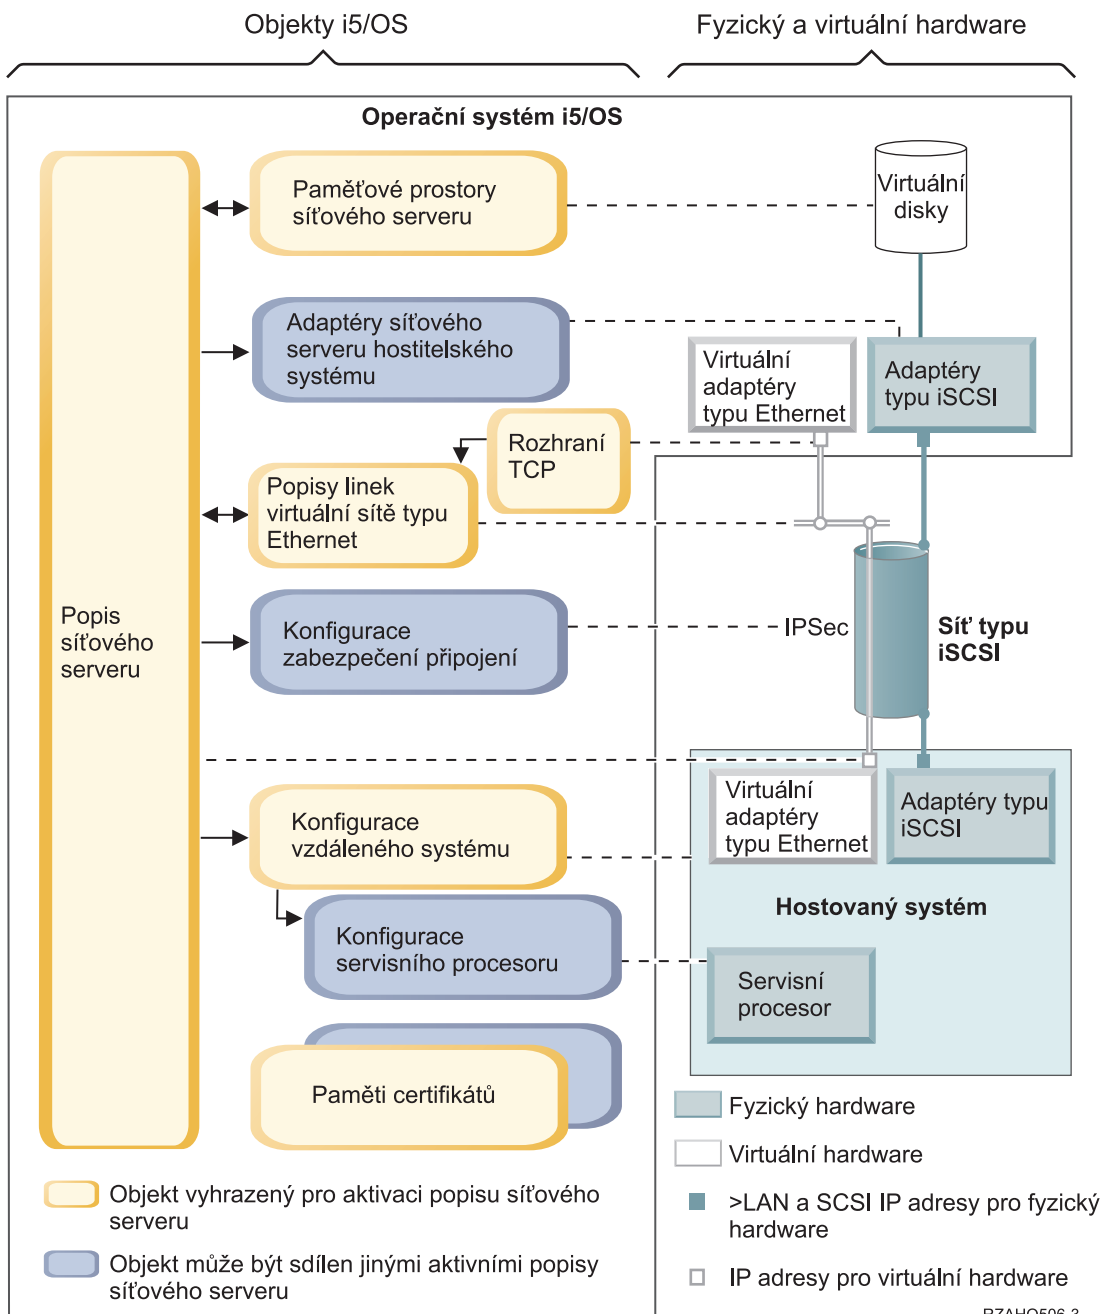 Objekty i5/OS
Fyzický a virtuální hardware
Operační systém i5/OS
Paměťové prostory
síťového serveru
Virtuální
disky
Adaptéry síťového
serveru hostitelského
systému
Virtuální
adaptéry
typu Ethernet
Adaptéry
typu iSCSI
Rozhraní
TCP
Popisy linek
virtuální sítě typu
Ethernet
Popis
síťového
serveru
Konfigurace
zabezpečení připojení
IPSec
Síť typu
iSCSI
Konfigurace
vzdáleného systému
Virtuální
adaptéry
typu Ethernet
Adaptéry typu
iSCSI
Hostovaný systém
Konfigurace
servisního procesoru
Servisní
procesor
Paměti certifikátů
Fyzický hardware
Virtuální hardware
>LAN a SCSI IP adresy pro fyzický
hardware
IP adresy pro virtuální hardware
Objekt vyhrazený pro aktivaci popisu síťového
serveru
Objekt může být sdílen jinými aktivními popisy
síťového serveru
RZAHQ506-3